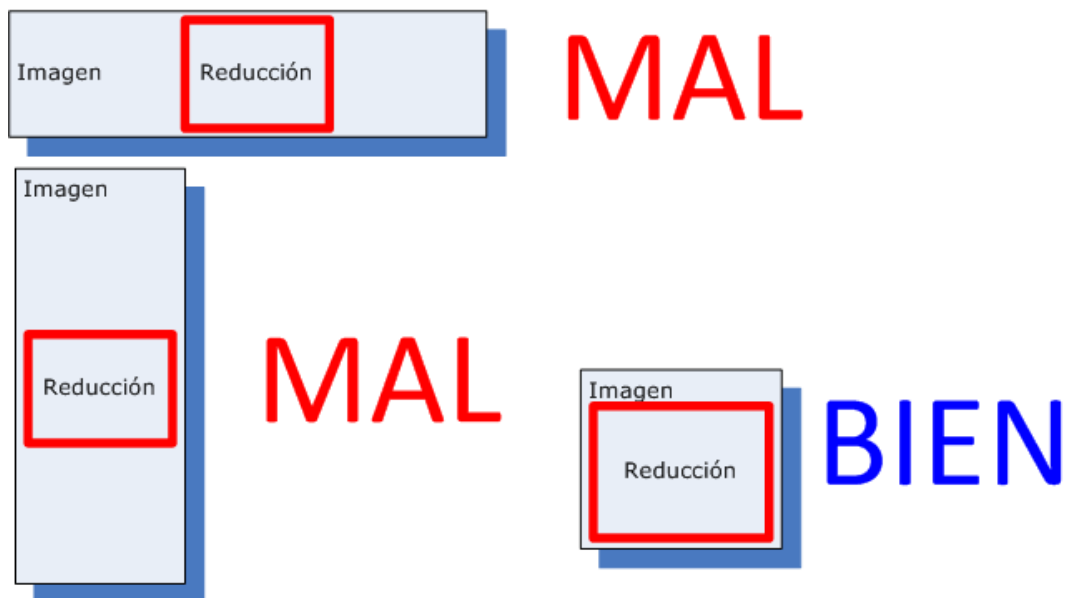 Imagen
Reducción
MAL
Imagen
Reducción
MAL
Imagen
Reducción
BIEN